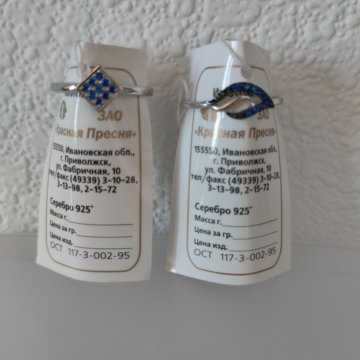 ЗАО
«Красная Пресня»
155550, Ивановская обл.,
г. Приволжск,
ул. Фабричная, 10
тел/факс (49339) 3-10-28,
3-13-98, 2-15-72
Серебро 925°
Масса г.
Цена за гр.
Цена изд.
ОСТ 117-3-002-95
ЗАО
«Красная Пресня»
155550, Ивановская обл.,
г. Приволжск,
ул. Фабричная, 10
тел/факс (49339) 3-10-28,
3-13-98, 2-15-72
Серебро 925°
Масса г.
Цена за гр.
Цена изд.
ОСТ 117-3-002-95